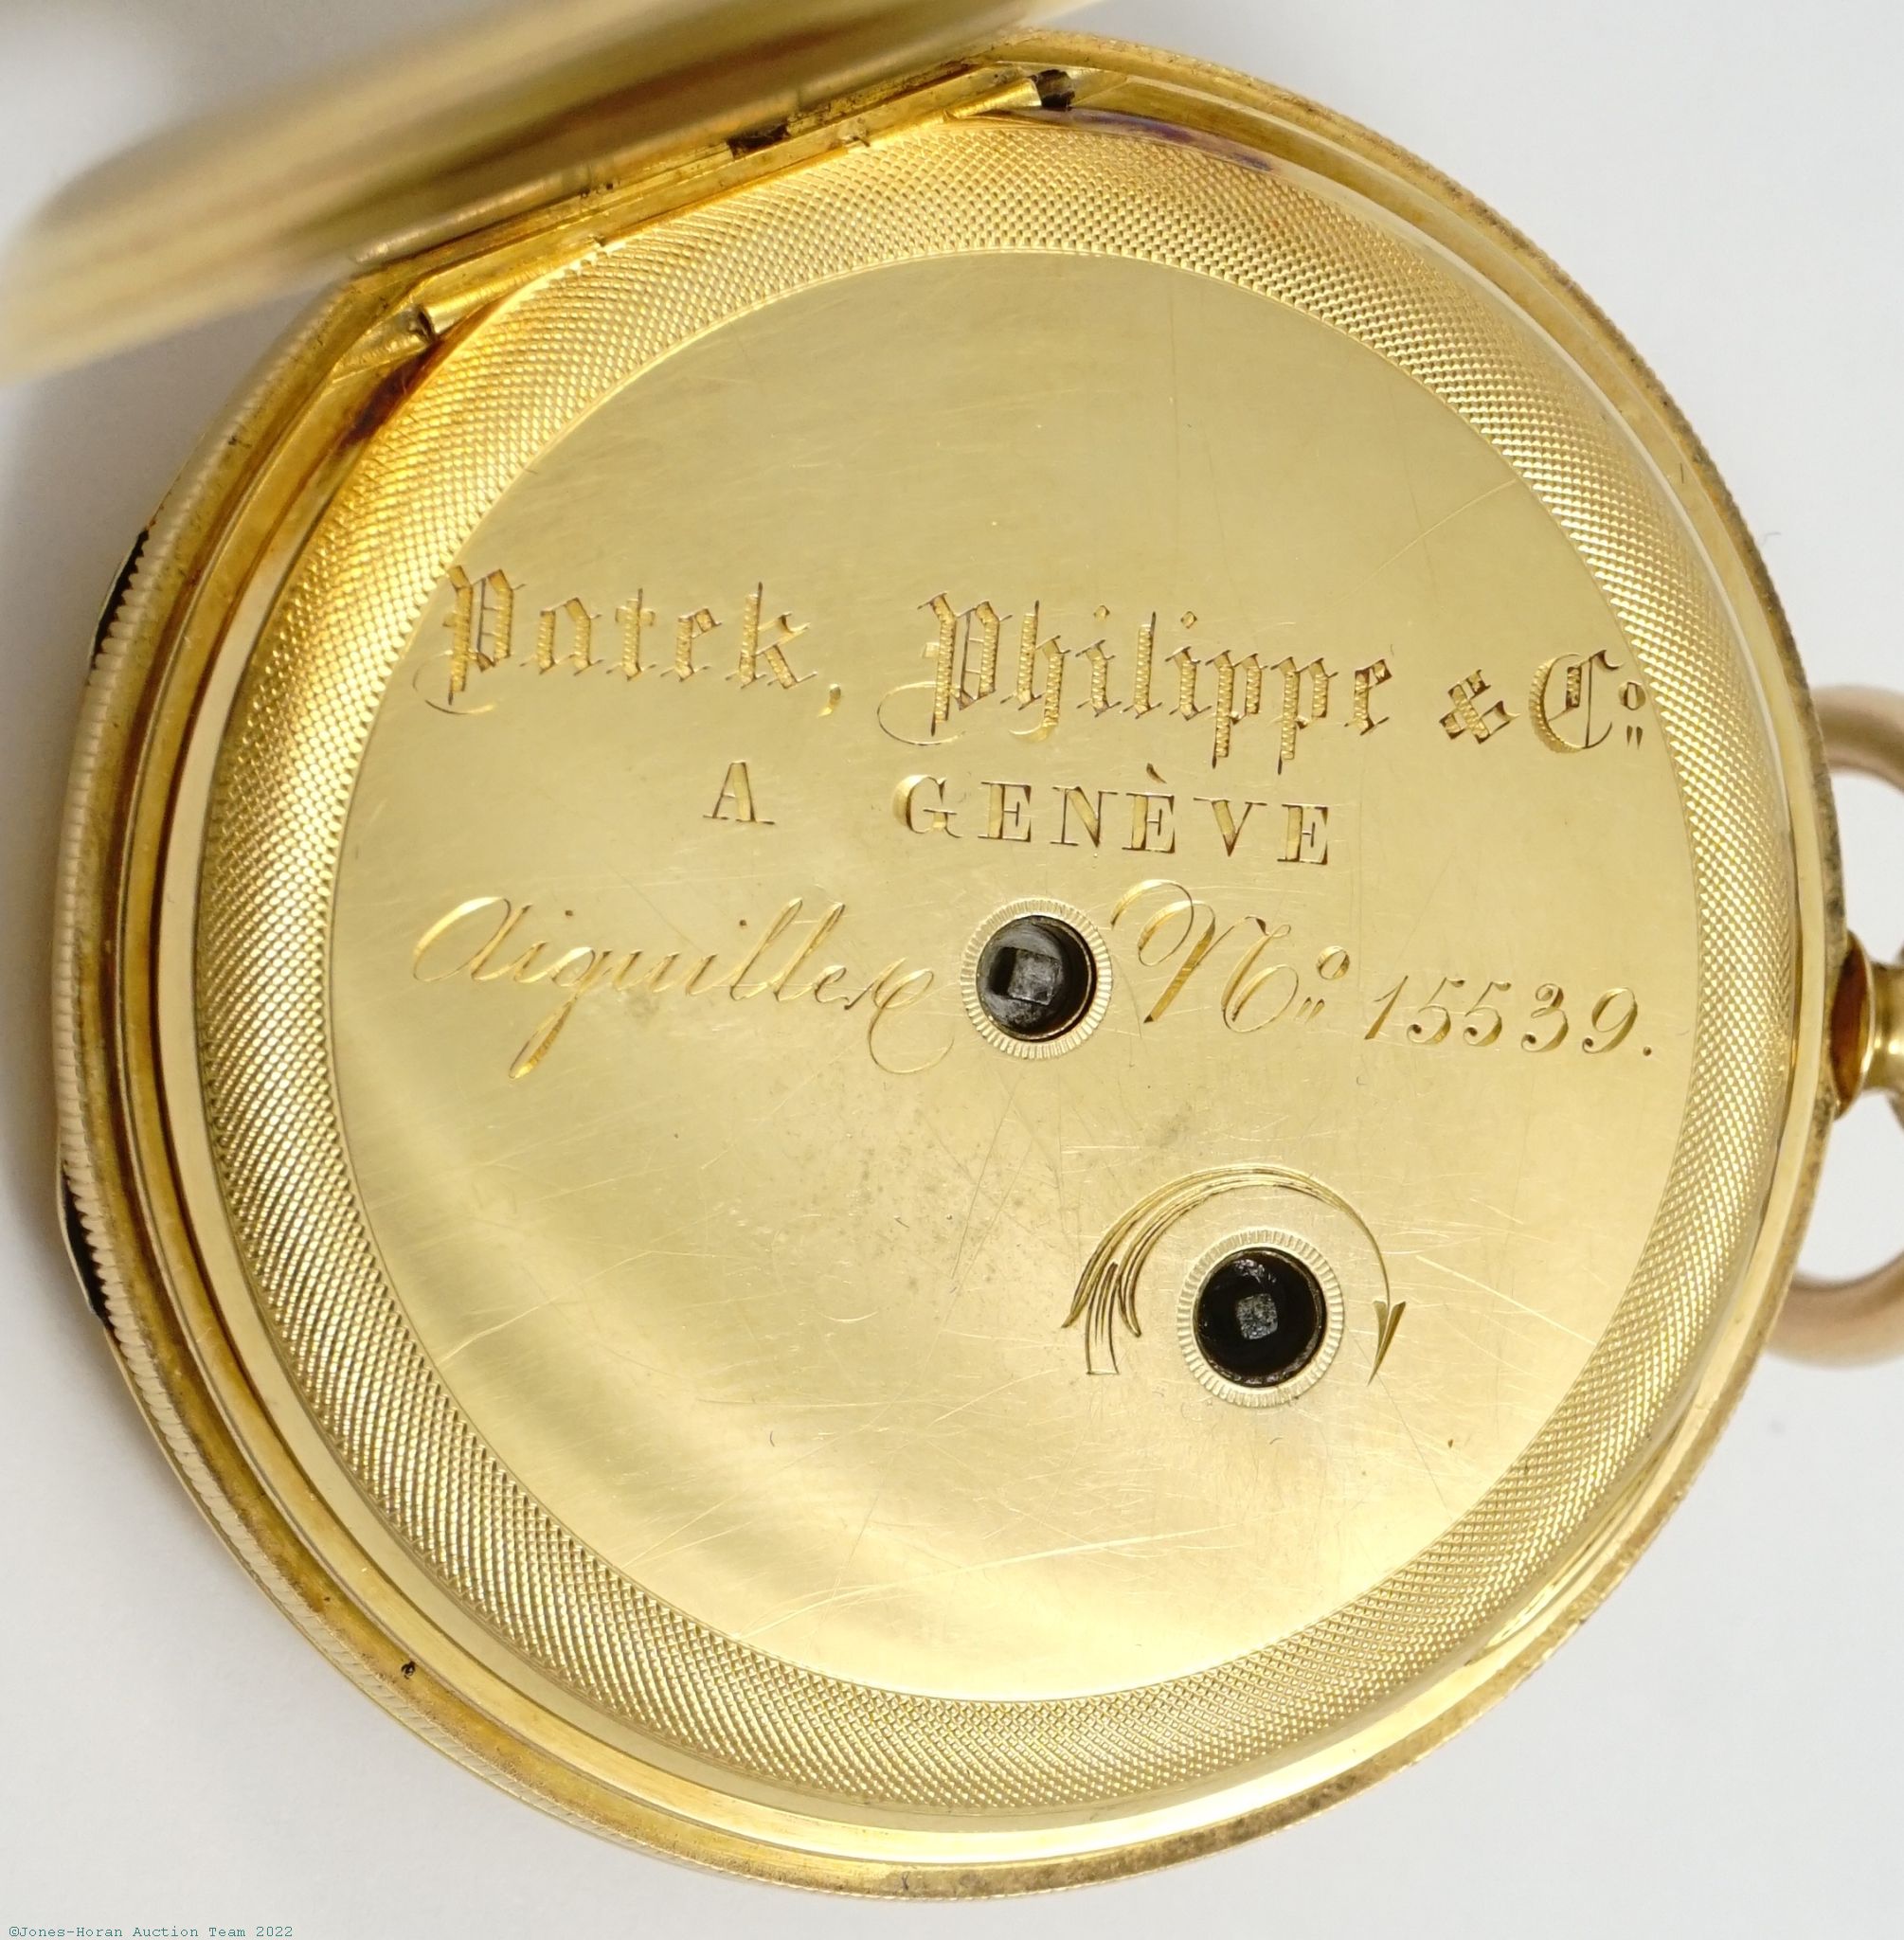 Patek, Philippe & Cº
A GENÈVE
Aiguilles Nº 15539.
©Jones-Horan Auction Team 2022